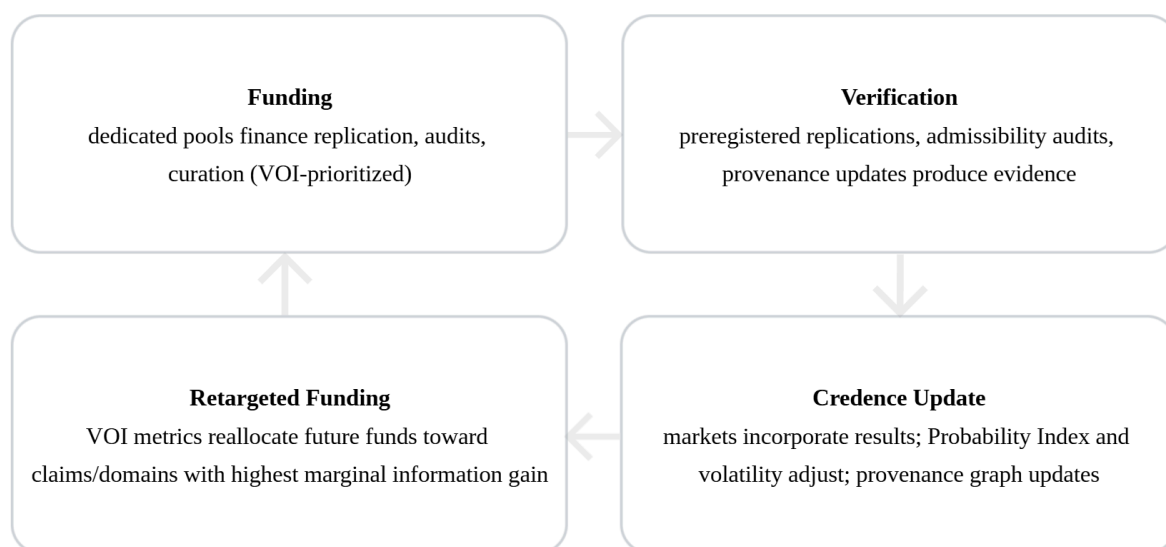 Funding
dedicated pools finance replication, audits,
curation (VOI-prioritized)
Verification
preregistered replications, admissibility audits,
provenance updates produce evidence
Retargeted Funding
VOI metrics reallocate future funds toward
claims/domains with highest marginal information gain
Credence Update
markets incorporate results; Probability Index and
volatility adjust; provenance graph updates